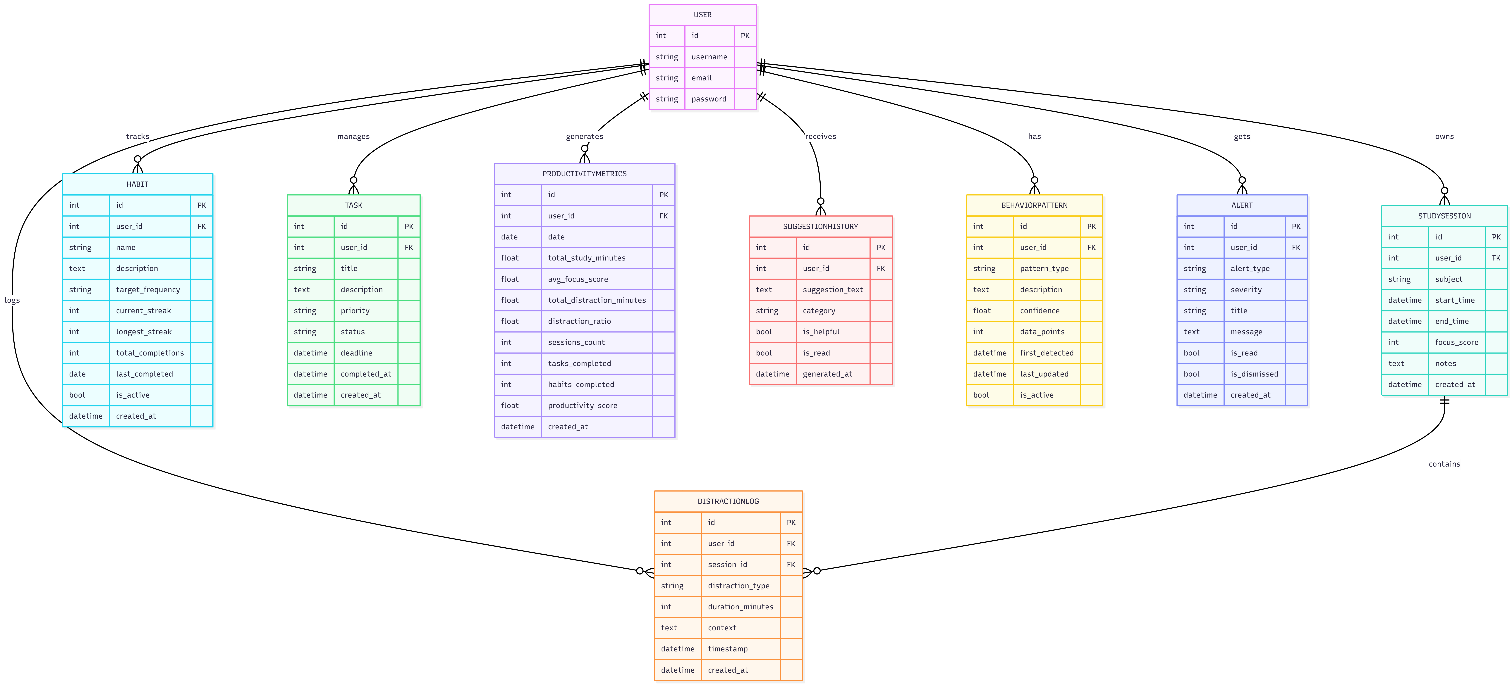 USER
int id PK
string username
string email
string password
tracks
manages
generates
receives
has
gets
owns
logs
HABIT
int id PK
int user_id FK
string name
text description
string target_frequency
int current_streak
int longest_streak
int total_completions
date last_completed
bool is_active
datetime created_at
TASK
int id PK
int user_id FK
string title
text description
string priority
string status
datetime deadline
datetime completed_at
datetime created_at
PRODUCTIVITYMETRICS
int id PK
int user_id FK
date date
float total_study_minutes
float avg_focus_score
float total_distraction_minutes
float distraction_ratio
int sessions_count
int tasks_completed
int habits_completed
float productivity_score
datetime created_at
SUGGESTIONHISTORY
int id PK
int user_id FK
text suggestion_text
string category
bool is_helpful
bool is_read
datetime generated_at
BEHAVIORPATTERN
int id PK
int user_id FK
string pattern_type
text description
float confidence
int data_points
datetime first_detected
datetime last_updated
bool is_active
ALERT
int id PK
int user_id FK
string alert_type
string severity
string title
text message
bool is_read
bool is_dismissed
datetime created_at
STUDYSESSION
int id PK
int user_id FK
string subject
datetime start_time
datetime end_time
int focus_score
text notes
datetime created_at
contains
DISTRACTIONLOG
int id PK
int user_id FK
int session_id FK
string distraction_type
int duration_minutes
text context
datetime timestamp
datetime created_at